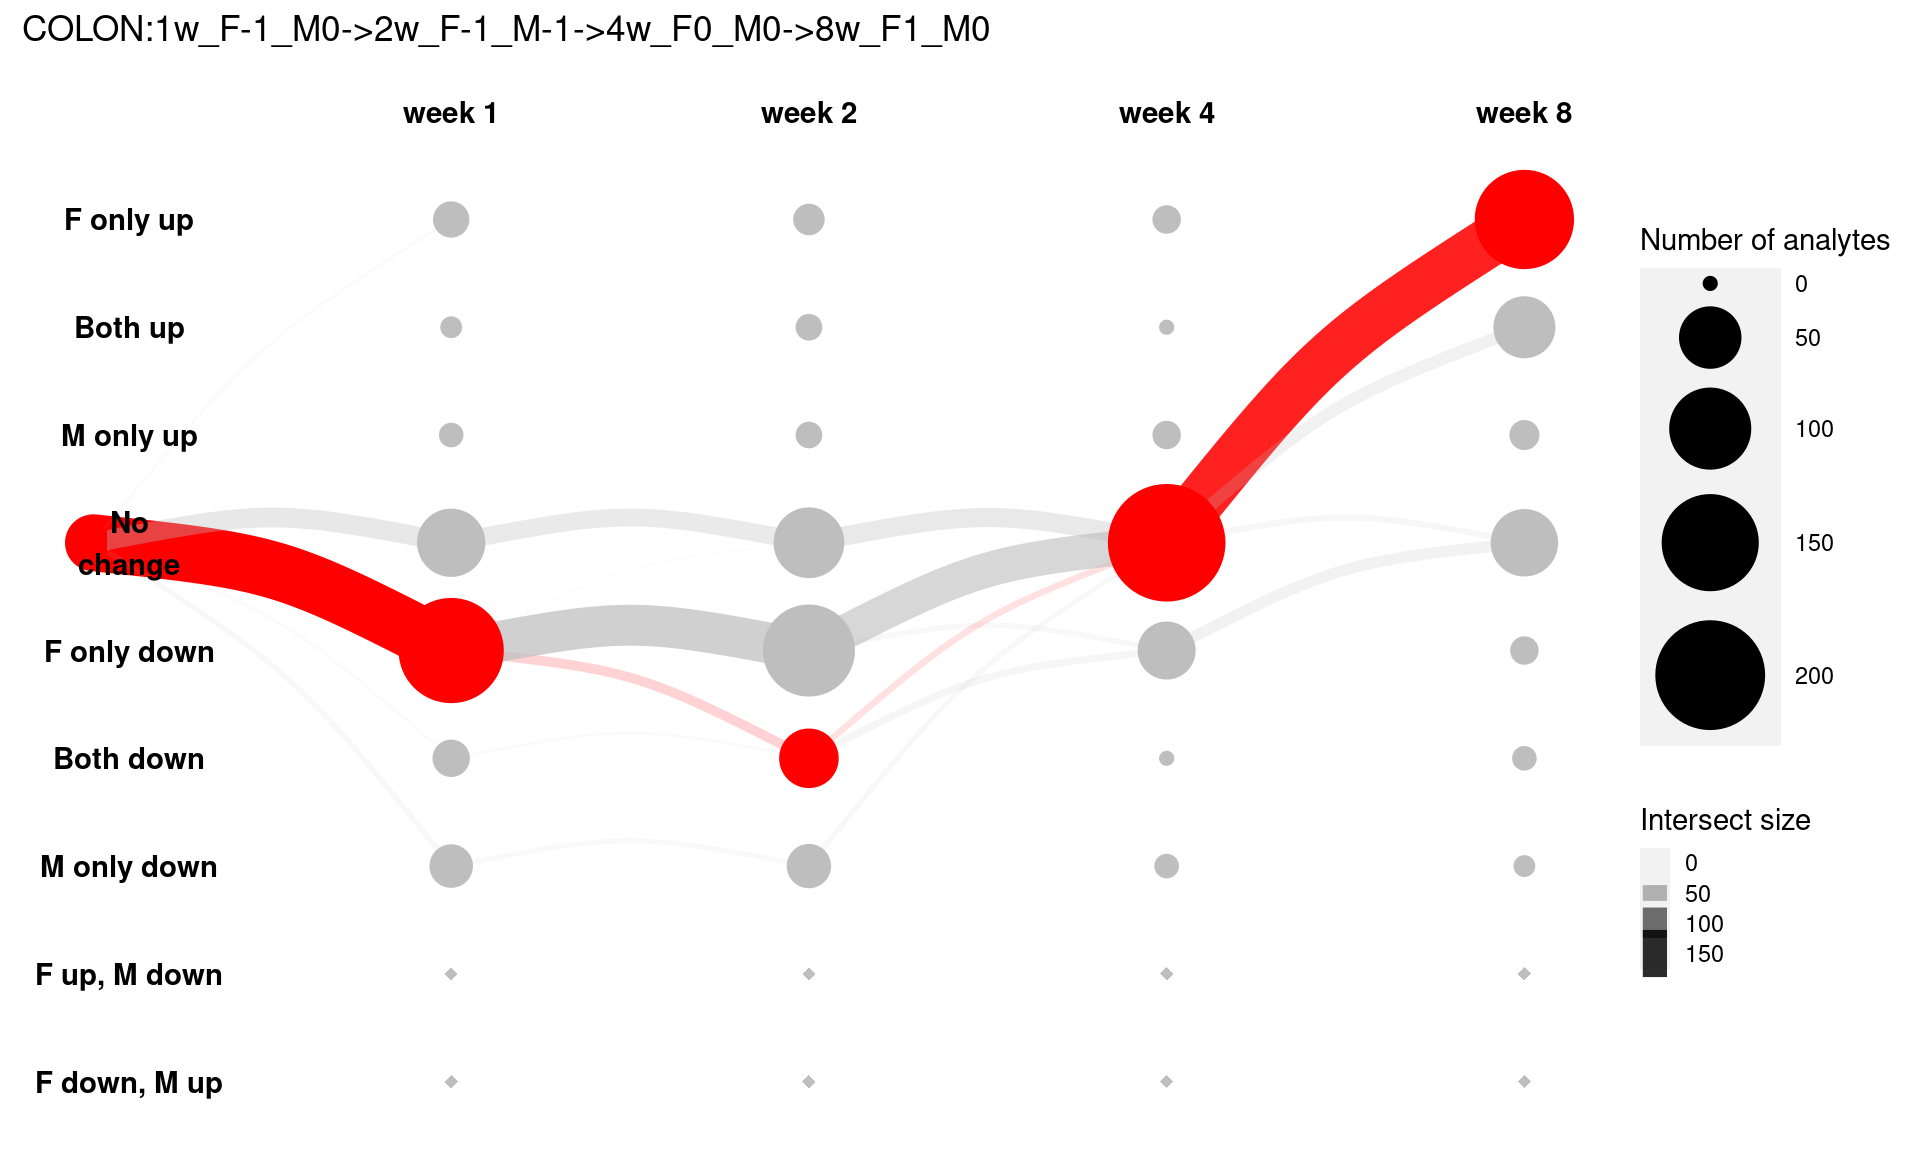 COLON:1w_F-1_M0->2w_F-1_M-1->4w_F0_M0->8w_F1_M0
week 1
week 2
week 4
week 8
F only up
Both up
M only up
No
change
F only down
Both down
M only down
F up, M down
F down, M up
Number of analytes
0
50
100
150
200
Intersect size
0
50
100
150